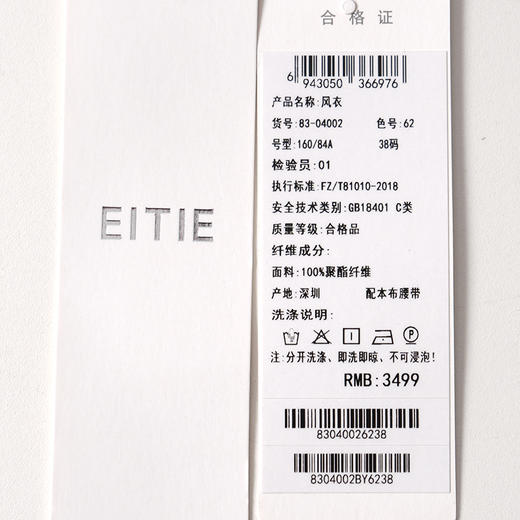 EITIE
合格证
6 943050 366976
产品名称:风衣
货号:83-04002 色号:62
号型:160/84A 38码
检验员:01
执行标准:FZ/T81010-2018
安全技术类别:GB18401 C类
质量等级:合格品
纤维成分:
面料:100%聚酯纤维
产地:深圳 配本布腰带
洗涤说明:
注:分开洗涤、即洗即晾、不可浸泡!
RMB:3499
83040026238
8304002BY6238